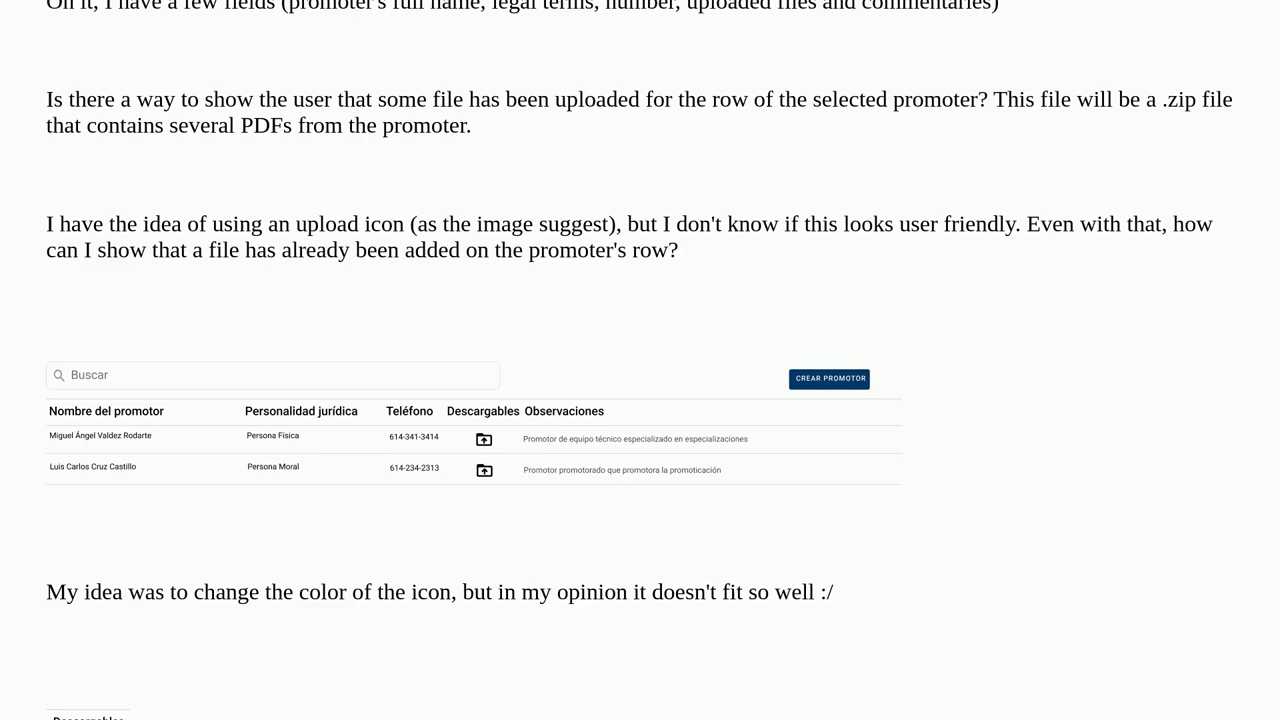 On it, I have a few fields (promoter's full name, legal terms, number, uploaded files and commentaries)
Is there a way to show the user that some file has been uploaded for the row of the selected promoter? This file will be a .zip file
that contains several PDFs from the promoter.
I have the idea of using an upload icon (as the image suggest), but I don't know if this looks user friendly. Even with that, how
can I show that a file has already been added on the promoter's row?
Buscar
CREAR PROMOTOR
Nombre del promotor Personalidad jurídica Teléfono Descargables Observaciones
Miguel Ángel Valdez Rodarte Persona Física 614-341-3414 Promotor de equipo técnico especializado en especializaciones
Luis Carlos Cruz Castillo Persona Moral 614-234-2313 Promotor promotorado que promotora la promoticación
My idea was to change the color of the icon, but in my opinion it doesn't fit so well :/
Descargables